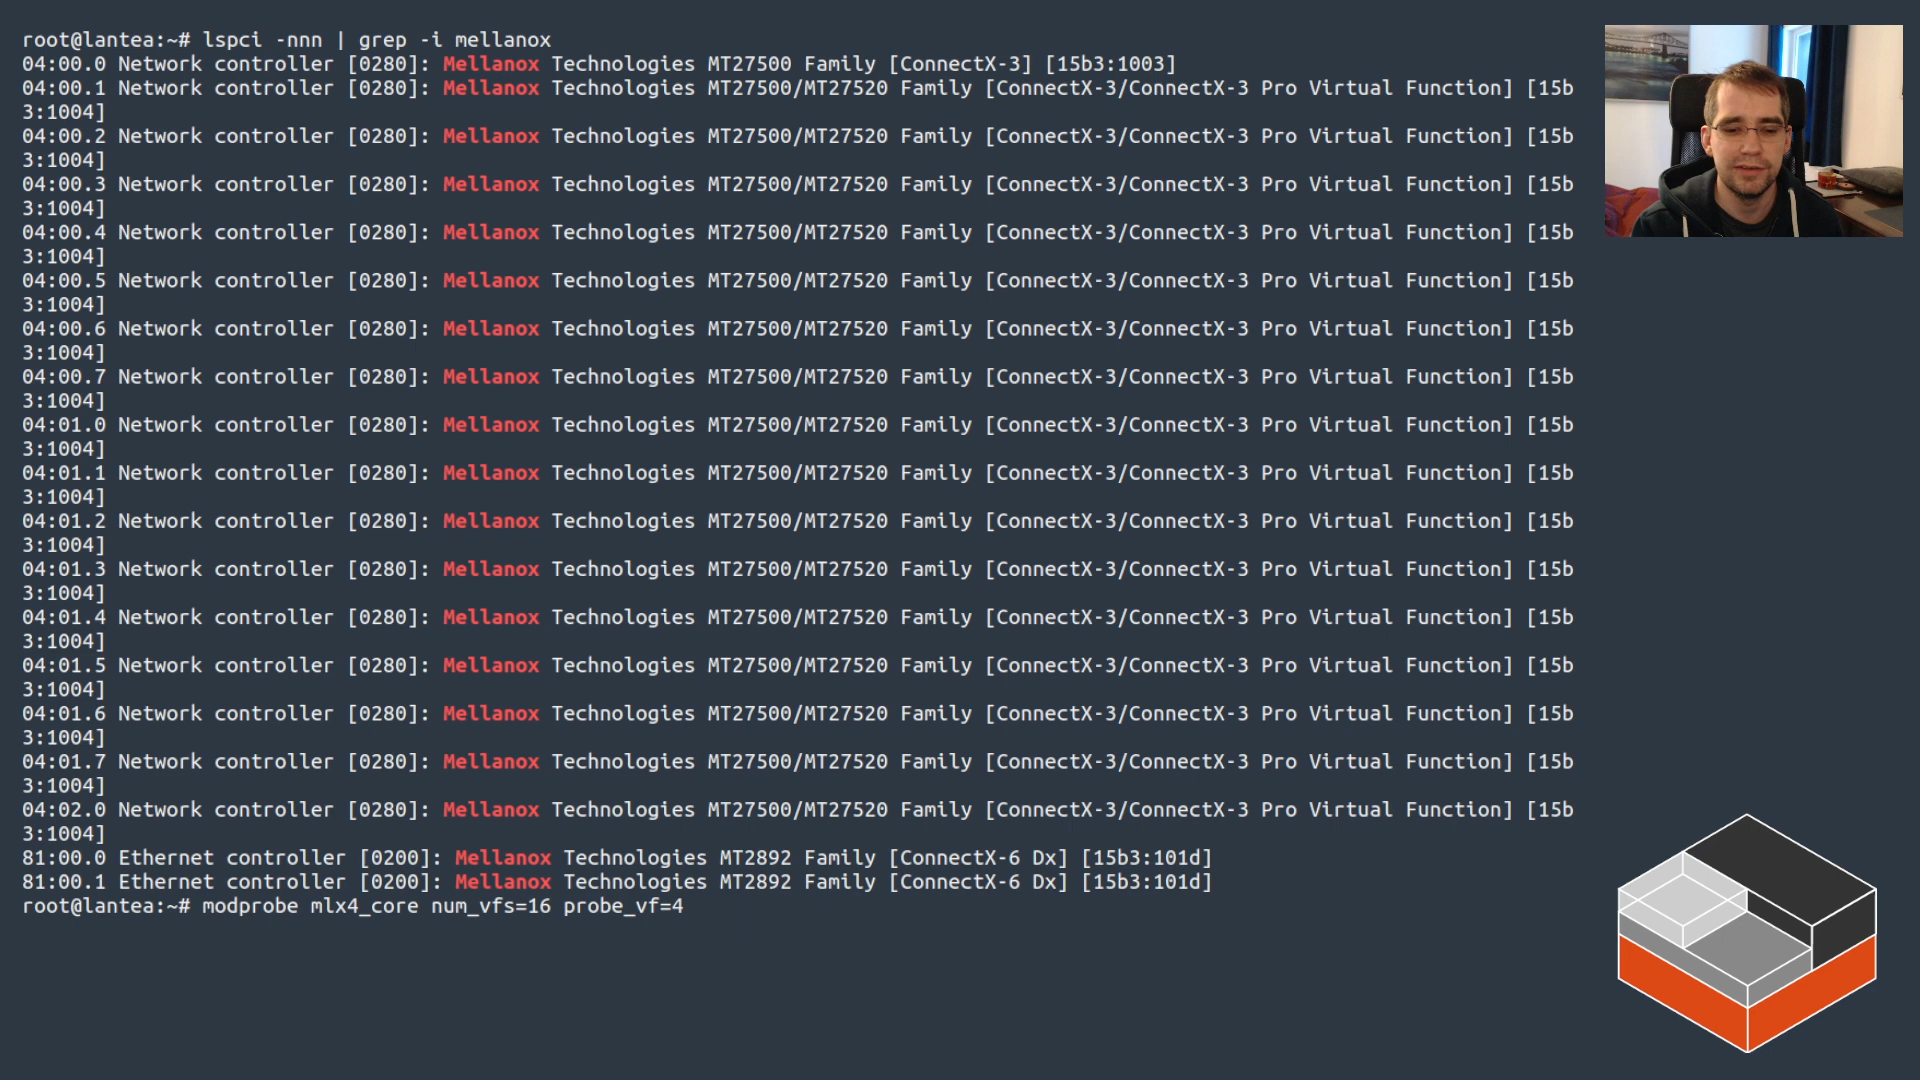 root@lantea:~# lspci -nnn | grep -i mellanox
04:00.0 Network controller [0280]: Mellanox Technologies MT27500 Family [ConnectX-3] [15b3:1003]
04:00.1 Network controller [0280]: Mellanox Technologies MT27500/MT27520 Family [ConnectX-3/ConnectX-3 Pro Virtual Function] [15b
3:1004]
04:00.2 Network controller [0280]: Mellanox Technologies MT27500/MT27520 Family [ConnectX-3/ConnectX-3 Pro Virtual Function] [15b
3:1004]
04:00.3 Network controller [0280]: Mellanox Technologies MT27500/MT27520 Family [ConnectX-3/ConnectX-3 Pro Virtual Function] [15b
3:1004]
04:00.4 Network controller [0280]: Mellanox Technologies MT27500/MT27520 Family [ConnectX-3/ConnectX-3 Pro Virtual Function] [15b
3:1004]
04:00.5 Network controller [0280]: Mellanox Technologies MT27500/MT27520 Family [ConnectX-3/ConnectX-3 Pro Virtual Function] [15b
3:1004]
04:00.6 Network controller [0280]: Mellanox Technologies MT27500/MT27520 Family [ConnectX-3/ConnectX-3 Pro Virtual Function] [15b
3:1004]
04:00.7 Network controller [0280]: Mellanox Technologies MT27500/MT27520 Family [ConnectX-3/ConnectX-3 Pro Virtual Function] [15b
3:1004]
04:01.0 Network controller [0280]: Mellanox Technologies MT27500/MT27520 Family [ConnectX-3/ConnectX-3 Pro Virtual Function] [15b
3:1004]
04:01.1 Network controller [0280]: Mellanox Technologies MT27500/MT27520 Family [ConnectX-3/ConnectX-3 Pro Virtual Function] [15b
3:1004]
04:01.2 Network controller [0280]: Mellanox Technologies MT27500/MT27520 Family [ConnectX-3/ConnectX-3 Pro Virtual Function] [15b
3:1004]
04:01.3 Network controller [0280]: Mellanox Technologies MT27500/MT27520 Family [ConnectX-3/ConnectX-3 Pro Virtual Function] [15b
3:1004]
04:01.4 Network controller [0280]: Mellanox Technologies MT27500/MT27520 Family [ConnectX-3/ConnectX-3 Pro Virtual Function] [15b
3:1004]
04:01.5 Network controller [0280]: Mellanox Technologies MT27500/MT27520 Family [ConnectX-3/ConnectX-3 Pro Virtual Function] [15b
3:1004]
04:01.6 Network controller [0280]: Mellanox Technologies MT27500/MT27520 Family [ConnectX-3/ConnectX-3 Pro Virtual Function] [15b
3:1004]
04:01.7 Network controller [0280]: Mellanox Technologies MT27500/MT27520 Family [ConnectX-3/ConnectX-3 Pro Virtual Function] [15b
3:1004]
04:02.0 Network controller [0280]: Mellanox Technologies MT27500/MT27520 Family [ConnectX-3/ConnectX-3 Pro Virtual Function] [15b
3:1004]
81:00.0 Ethernet controller [0200]: Mellanox Technologies MT2892 Family [ConnectX-6 Dx] [15b3:101d]
81:00.1 Ethernet controller [0200]: Mellanox Technologies MT2892 Family [ConnectX-6 Dx] [15b3:101d]
root@lantea:~# modprobe mlx4_core num_vfs=16 probe_vf=4